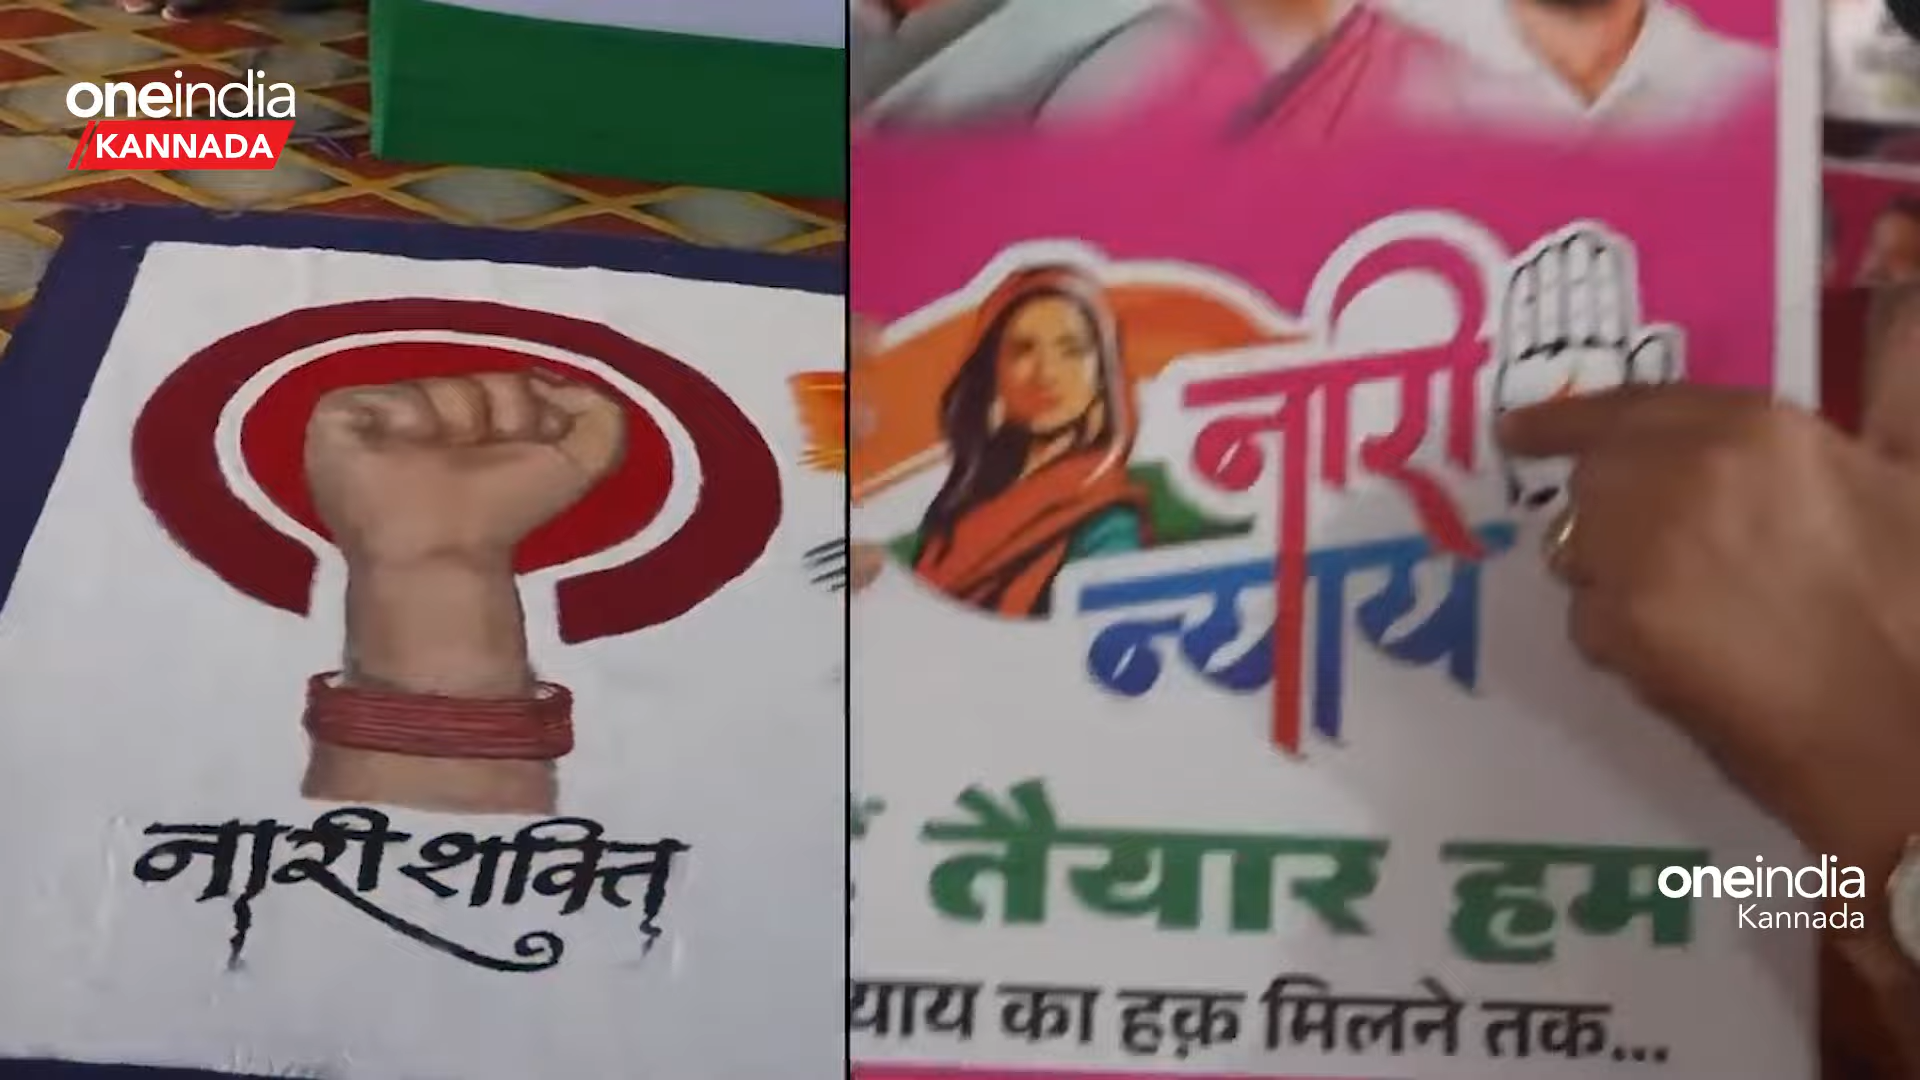 oneindia
KANNADA
नारी शक्ति
नारी
न्याय
तैयार हम
का हक़ मिलने तक...
oneindia
Kannada